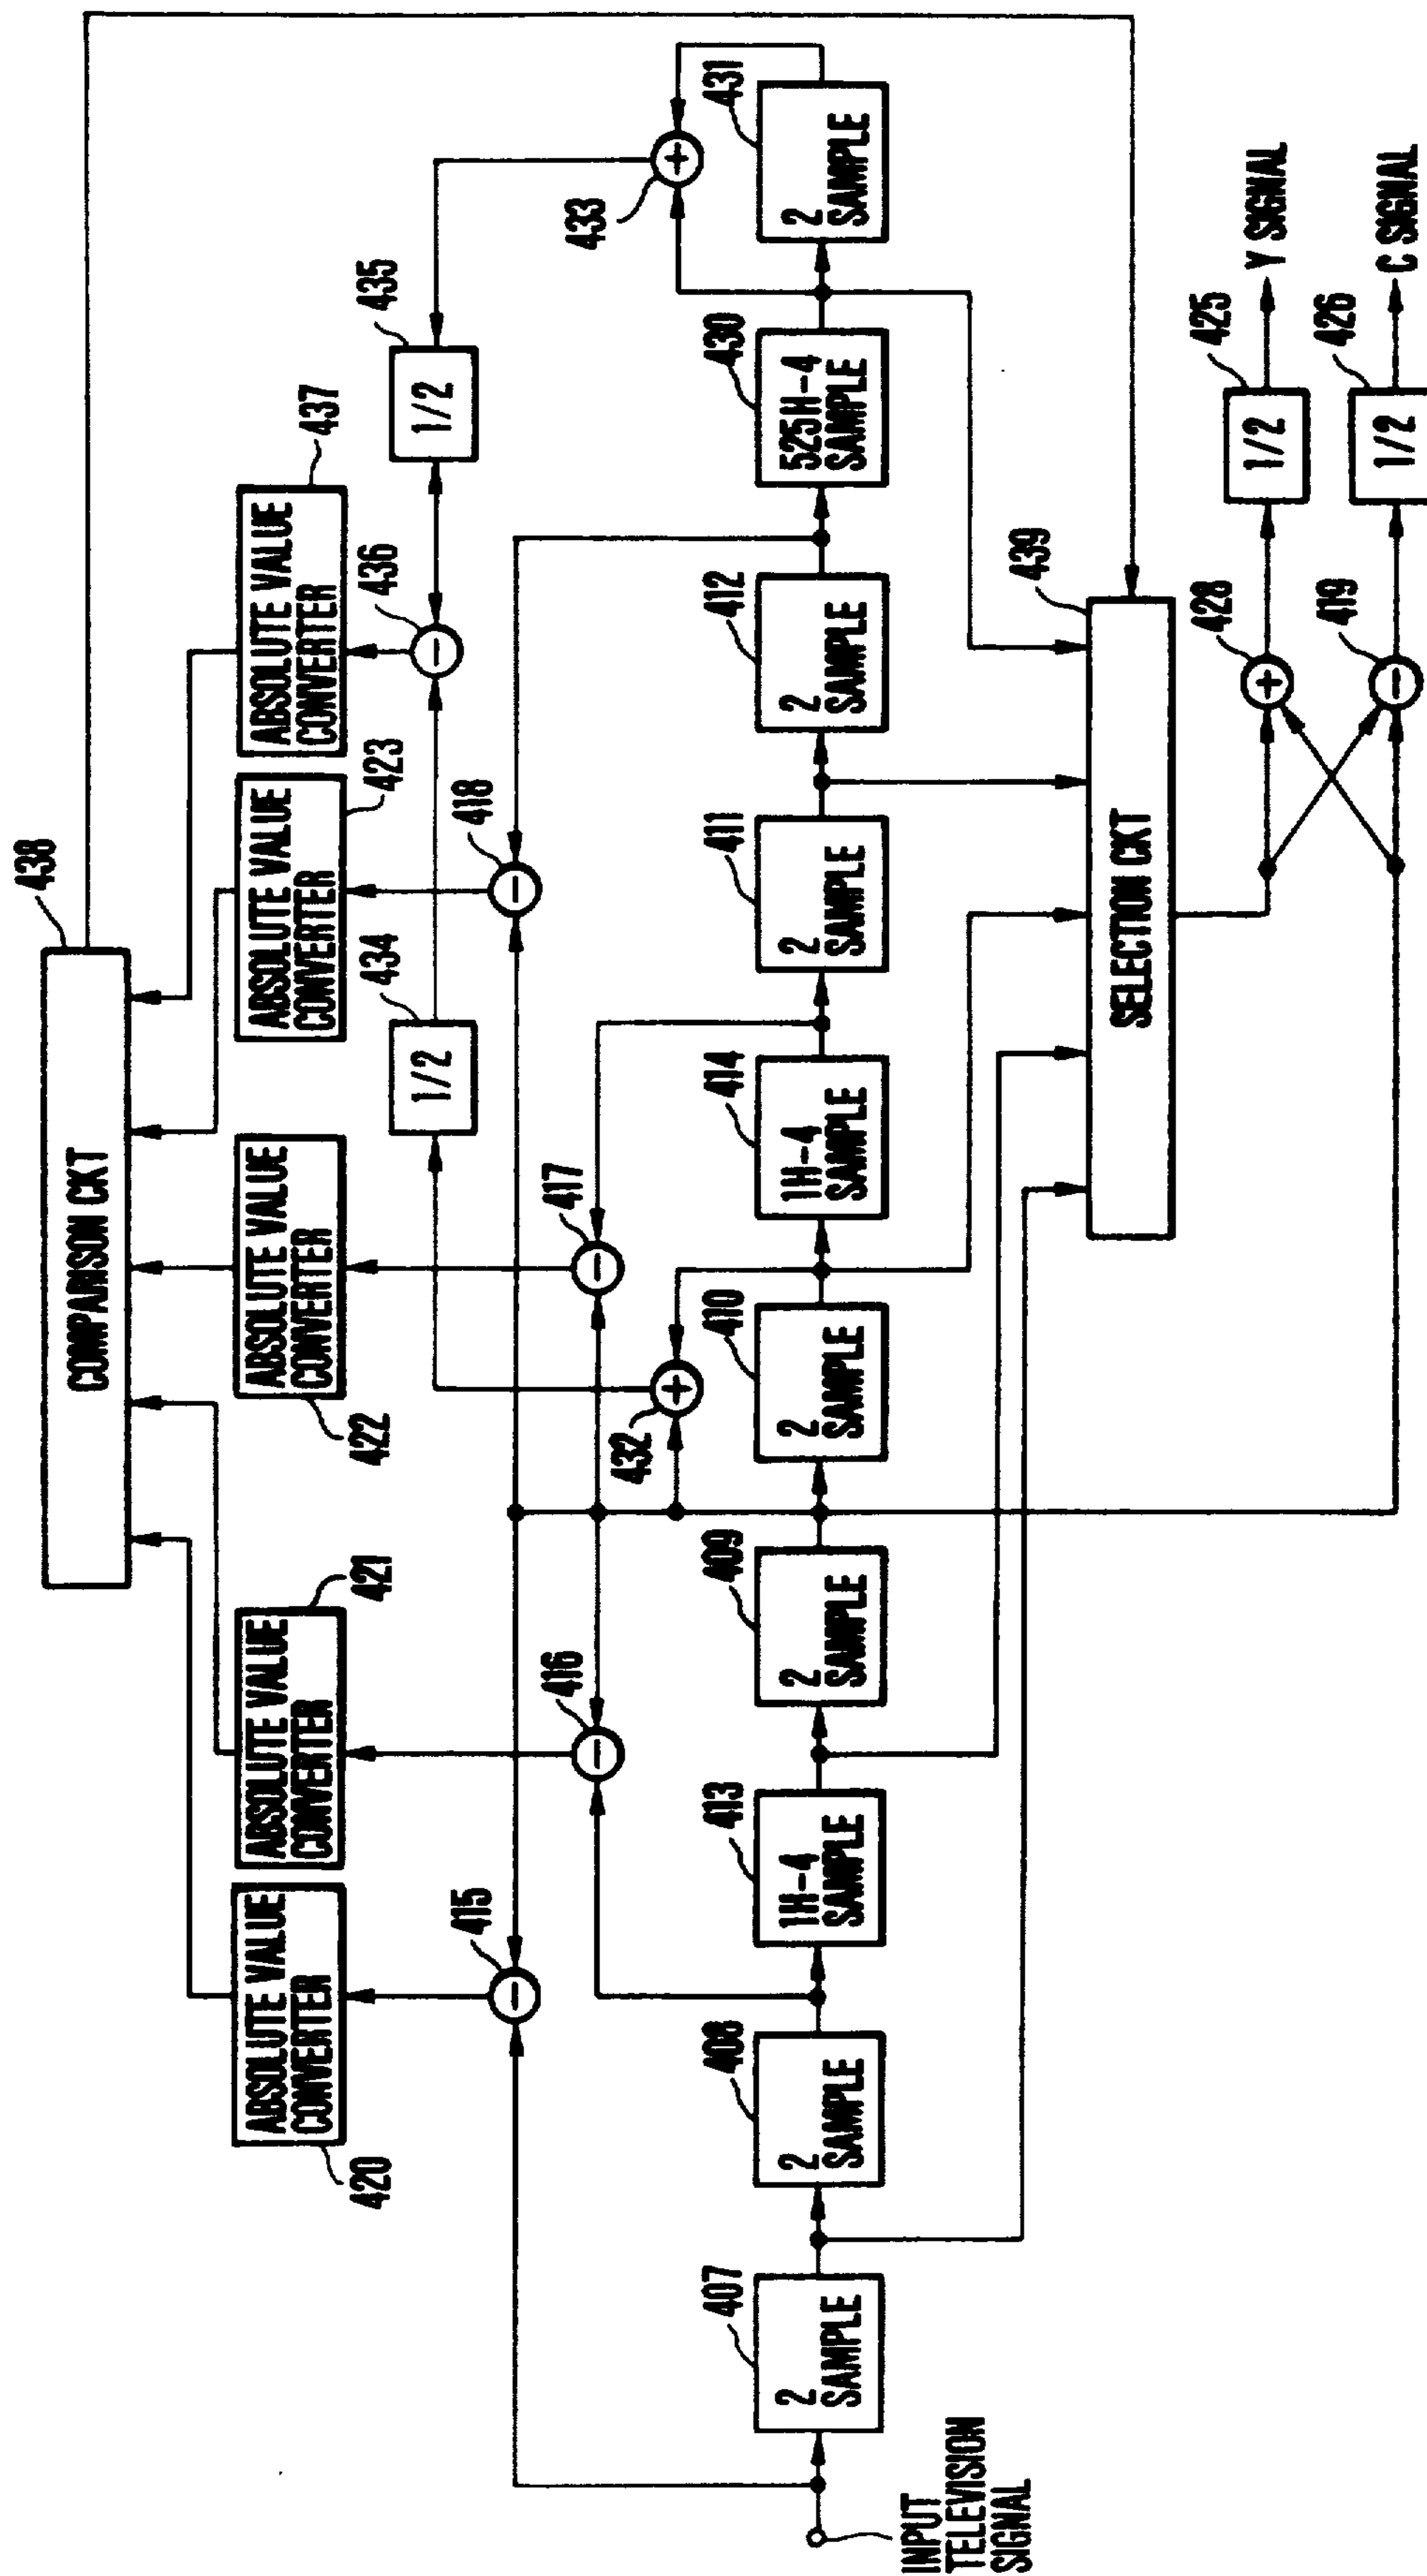 438
COMPARISON CKT
420
ABSOLUTE VALUE
CONVERTER
421
ABSOLUTE VALUE
CONVERTER
422
ABSOLUTE VALUE
CONVERTER
423
ABSOLUTE VALUE
CONVERTER
437
ABSOLUTE VALUE
CONVERTER
434
1/2
436
−
435
1/2
415
−
418
−
416
−
417
−
432
+
433
+
INPUT
TELEVISION
SIGNAL
407
2
SAMPLE
408
2
SAMPLE
413
1H-4
SAMPLE
409
2
SAMPLE
410
2
SAMPLE
414
1H-4
SAMPLE
411
2
SAMPLE
412
2
SAMPLE
430
525H-4
SAMPLE
431
2
SAMPLE
439
SELECTION CKT
428
+
425
1/2
Y SIGNAL
419
−
426
1/2
C SIGNAL